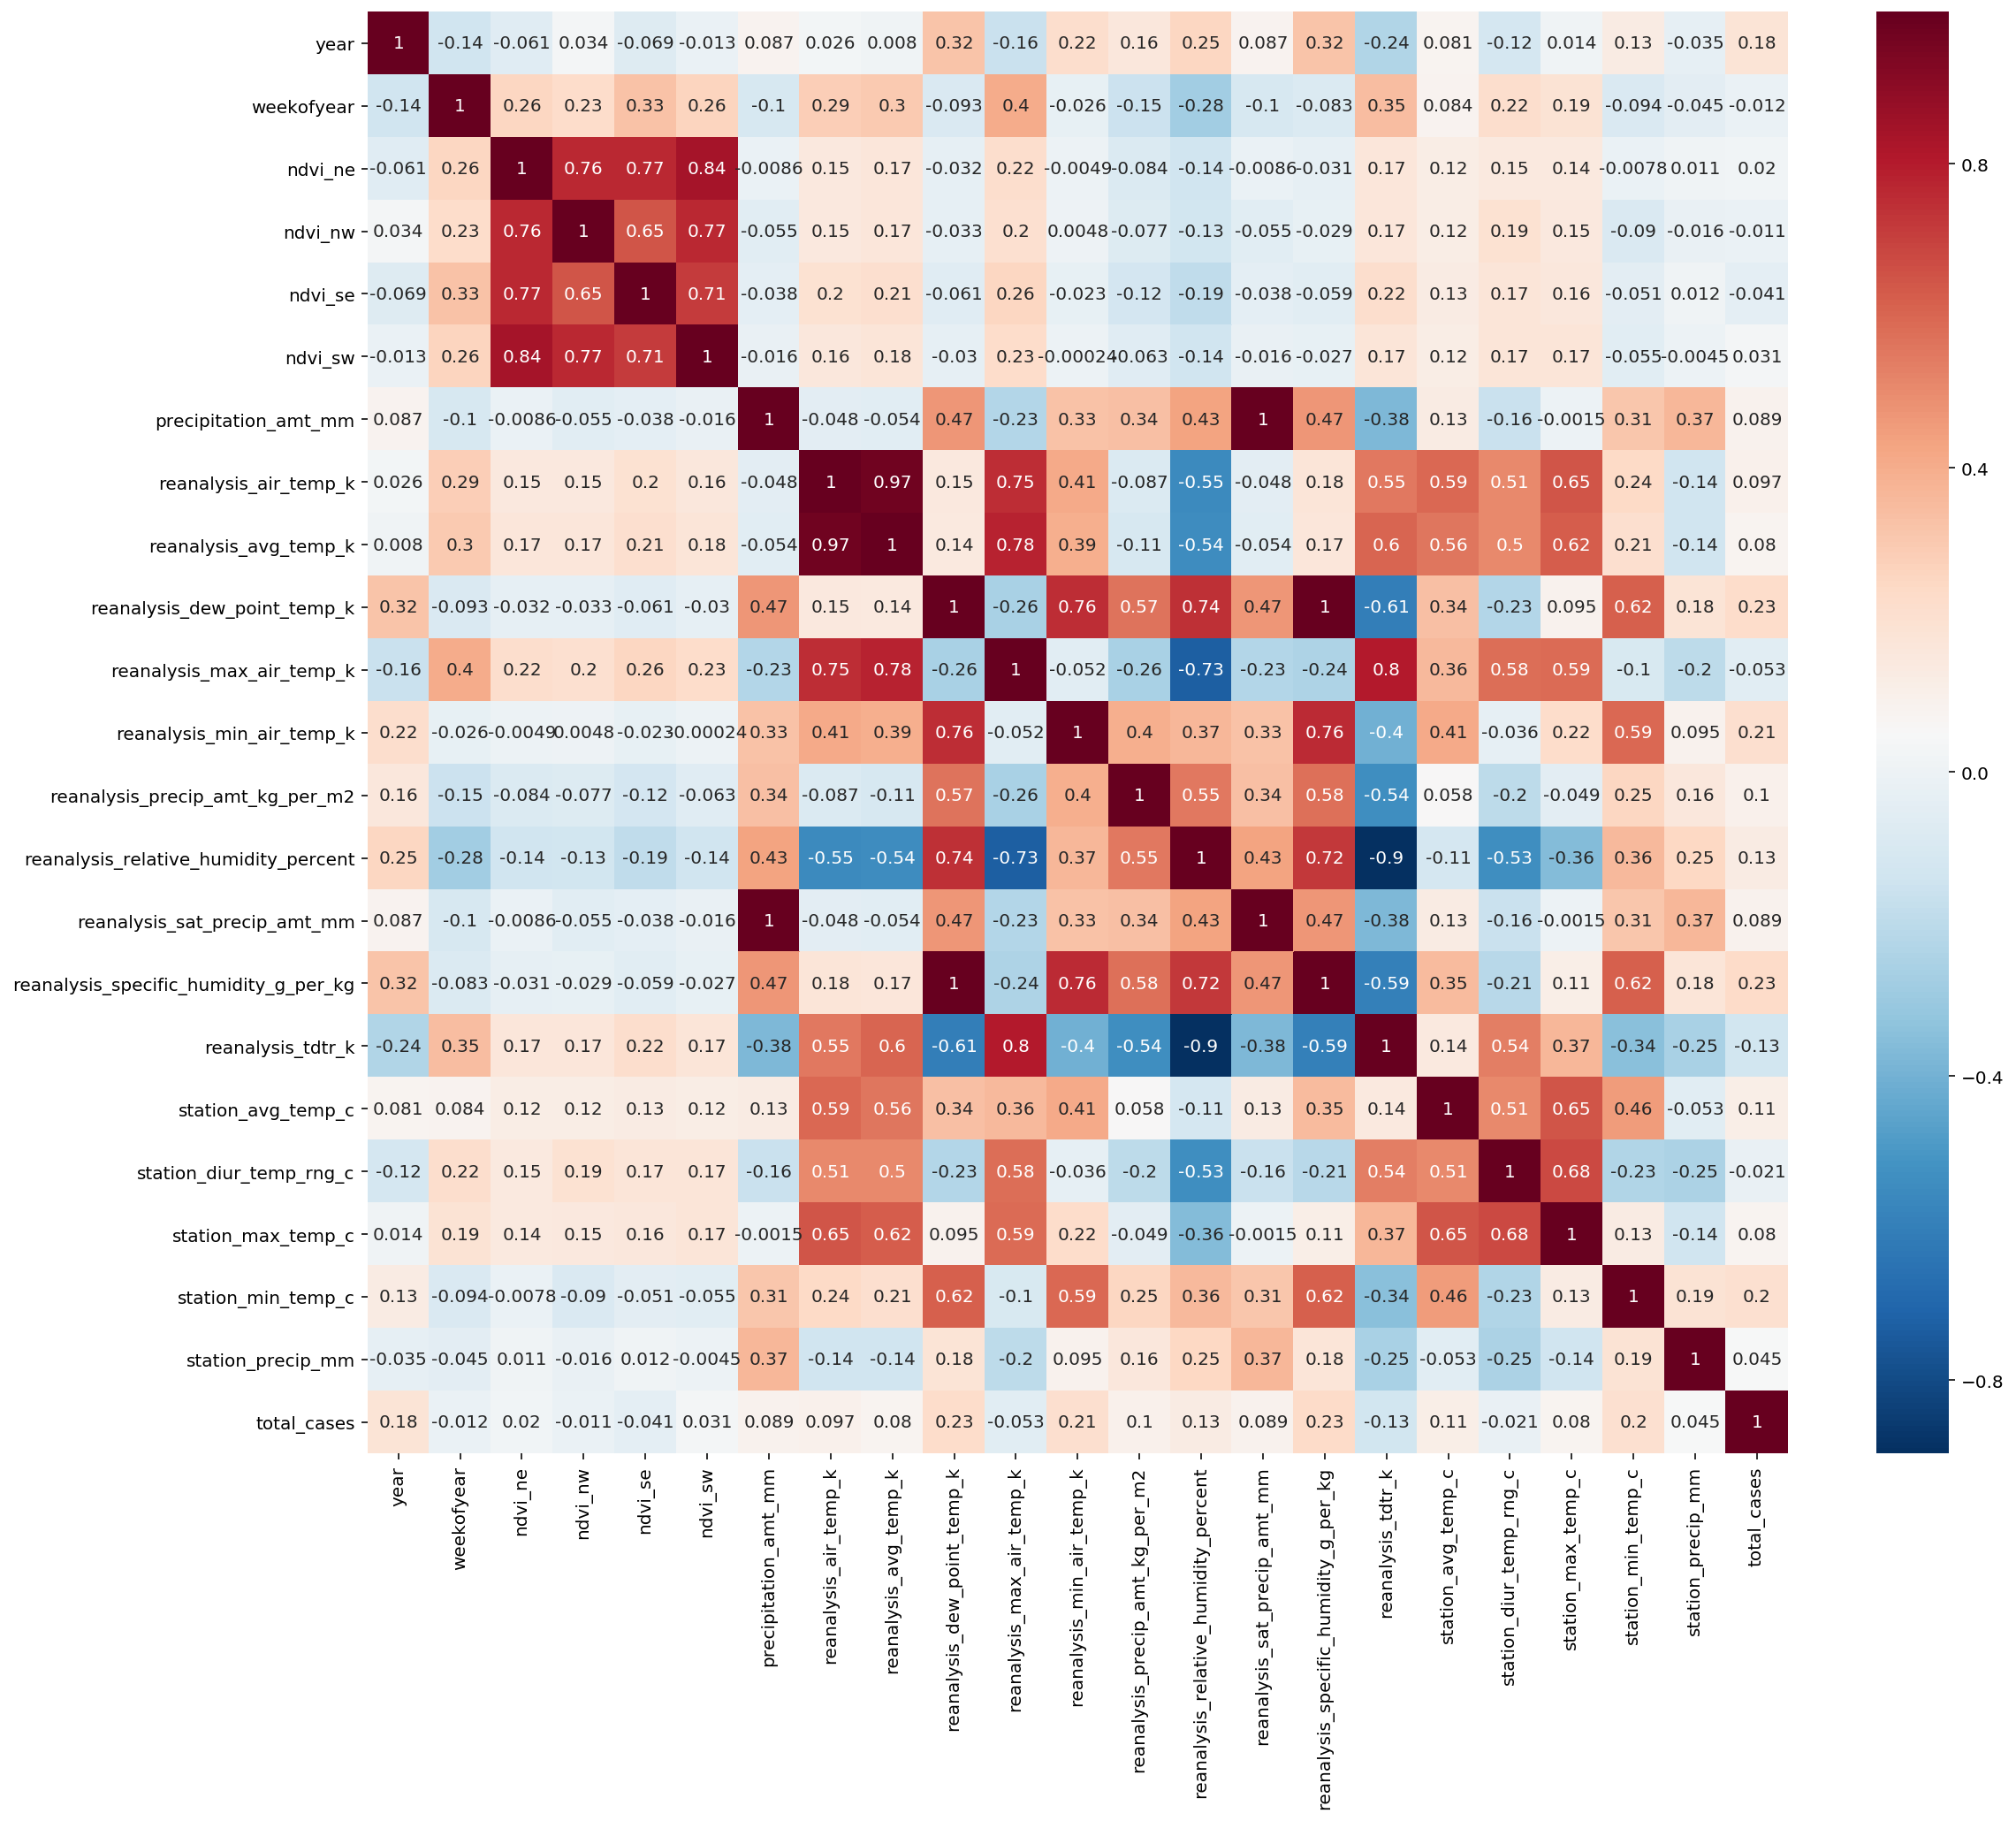 year 1 -0.14 -0.061 0.034 -0.069 -0.013 0.087 0.026 0.008 0.32 -0.16 0.22 0.16 0.25 0.087 0.32 -0.24 0.081 -0.12 0.014 0.13 -0.035 0.18
weekofyear -0.14 1 0.26 0.23 0.33 0.26 -0.1 0.29 0.3 -0.093 0.4 -0.026 -0.15 -0.28 -0.1 -0.083 0.35 0.084 0.22 0.19 -0.094 -0.045 -0.012
ndvi_ne -0.061 0.26 1 0.76 0.77 0.84 -0.0086 0.15 0.17 -0.032 0.22 -0.0049 -0.084 -0.14 -0.0086 -0.031 0.17 0.12 0.15 0.14 -0.0078 0.011 0.02
ndvi_nw 0.034 0.23 0.76 1 0.65 0.77 -0.055 0.15 0.17 -0.033 0.2 0.0048 -0.077 -0.13 -0.055 -0.029 0.17 0.12 0.19 0.15 -0.09 -0.016 -0.011
ndvi_se -0.069 0.33 0.77 0.65 1 0.71 -0.038 0.2 0.21 -0.061 0.26 -0.023 -0.12 -0.19 -0.038 -0.059 0.22 0.13 0.17 0.16 -0.051 0.012 -0.041
ndvi_sw -0.013 0.26 0.84 0.77 0.71 1 -0.016 0.16 0.18 -0.03 0.23 -0.00024 -0.063 -0.14 -0.016 -0.027 0.17 0.12 0.17 0.17 -0.055 -0.0045 0.031
precipitation_amt_mm 0.087 -0.1 -0.0086 -0.055 -0.038 -0.016 1 -0.048 -0.054 0.47 -0.23 0.33 0.34 0.43 1 0.47 -0.38 0.13 -0.16 -0.0015 0.31 0.37 0.089
reanalysis_air_temp_k 0.026 0.29 0.15 0.15 0.2 0.16 -0.048 1 0.97 0.15 0.75 0.41 -0.087 -0.55 -0.048 0.18 0.55 0.59 0.51 0.65 0.24 -0.14 0.097
reanalysis_avg_temp_k 0.008 0.3 0.17 0.17 0.21 0.18 -0.054 0.97 1 0.14 0.78 0.39 -0.11 -0.54 -0.054 0.17 0.6 0.56 0.5 0.62 0.21 -0.14 0.08
reanalysis_dew_point_temp_k 0.32 -0.093 -0.032 -0.033 -0.061 -0.03 0.47 0.15 0.14 1 -0.26 0.76 0.57 0.74 0.47 1 -0.61 0.34 -0.23 0.095 0.62 0.18 0.23
reanalysis_max_air_temp_k -0.16 0.4 0.22 0.2 0.26 0.23 -0.23 0.75 0.78 -0.26 1 -0.052 -0.26 -0.73 -0.23 -0.24 0.8 0.36 0.58 0.59 -0.1 -0.2 -0.053
reanalysis_min_air_temp_k 0.22 -0.026 -0.0049 0.0048 -0.023 -0.00024 0.33 0.41 0.39 0.76 -0.052 1 0.4 0.37 0.33 0.76 -0.4 0.41 -0.036 0.22 0.59 0.095 0.21
reanalysis_precip_amt_kg_per_m2 0.16 -0.15 -0.084 -0.077 -0.12 -0.063 0.34 -0.087 -0.11 0.57 -0.26 0.4 1 0.55 0.34 0.58 -0.54 0.058 -0.2 -0.049 0.25 0.16 0.1
reanalysis_relative_humidity_percent 0.25 -0.28 -0.14 -0.13 -0.19 -0.14 0.43 -0.55 -0.54 0.74 -0.73 0.37 0.55 1 0.43 0.72 -0.9 -0.11 -0.53 -0.36 0.36 0.25 0.13
reanalysis_sat_precip_amt_mm 0.087 -0.1 -0.0086 -0.055 -0.038 -0.016 1 -0.048 -0.054 0.47 -0.23 0.33 0.34 0.43 1 0.47 -0.38 0.13 -0.16 -0.0015 0.31 0.37 0.089
reanalysis_specific_humidity_g_per_kg 0.32 -0.083 -0.031 -0.029 -0.059 -0.027 0.47 0.18 0.17 1 -0.24 0.76 0.58 0.72 0.47 1 -0.59 0.35 -0.21 0.11 0.62 0.18 0.23
reanalysis_tdtr_k -0.24 0.35 0.17 0.17 0.22 0.17 -0.38 0.55 0.6 -0.61 0.8 -0.4 -0.54 -0.9 -0.38 -0.59 1 0.14 0.54 0.37 -0.34 -0.25 -0.13
station_avg_temp_c 0.081 0.084 0.12 0.12 0.13 0.12 0.13 0.59 0.56 0.34 0.36 0.41 0.058 -0.11 0.13 0.35 0.14 1 0.51 0.65 0.46 -0.053 0.11
station_diur_temp_rng_c -0.12 0.22 0.15 0.19 0.17 0.17 -0.16 0.51 0.5 -0.23 0.58 -0.036 -0.2 -0.53 -0.16 -0.21 0.54 0.51 1 0.68 -0.23 -0.25 -0.021
station_max_temp_c 0.014 0.19 0.14 0.15 0.16 0.17 -0.0015 0.65 0.62 0.095 0.59 0.22 -0.049 -0.36 -0.0015 0.11 0.37 0.65 0.68 1 0.13 -0.14 0.08
station_min_temp_c 0.13 -0.094 -0.0078 -0.09 -0.051 -0.055 0.31 0.24 0.21 0.62 -0.1 0.59 0.25 0.36 0.31 0.62 -0.34 0.46 -0.23 0.13 1 0.19 0.2
station_precip_mm -0.035 -0.045 0.011 -0.016 0.012 -0.0045 0.37 -0.14 -0.14 0.18 -0.2 0.095 0.16 0.25 0.37 0.18 -0.25 -0.053 -0.25 -0.14 0.19 1 0.045
total_cases 0.18 -0.012 0.02 -0.011 -0.041 0.031 0.089 0.097 0.08 0.23 -0.053 0.21 0.1 0.13 0.089 0.23 -0.13 0.11 -0.021 0.08 0.2 0.045 1
year
weekofyear
ndvi_ne
ndvi_nw
ndvi_se
ndvi_sw
precipitation_amt_mm
reanalysis_air_temp_k
reanalysis_avg_temp_k
reanalysis_dew_point_temp_k
reanalysis_max_air_temp_k
reanalysis_min_air_temp_k
reanalysis_precip_amt_kg_per_m2
reanalysis_relative_humidity_percent
reanalysis_sat_precip_amt_mm
reanalysis_specific_humidity_g_per_kg
reanalysis_tdtr_k
station_avg_temp_c
station_diur_temp_rng_c
station_max_temp_c
station_min_temp_c
station_precip_mm
total_cases
0.8
0.4
0.0
−0.4
−0.8